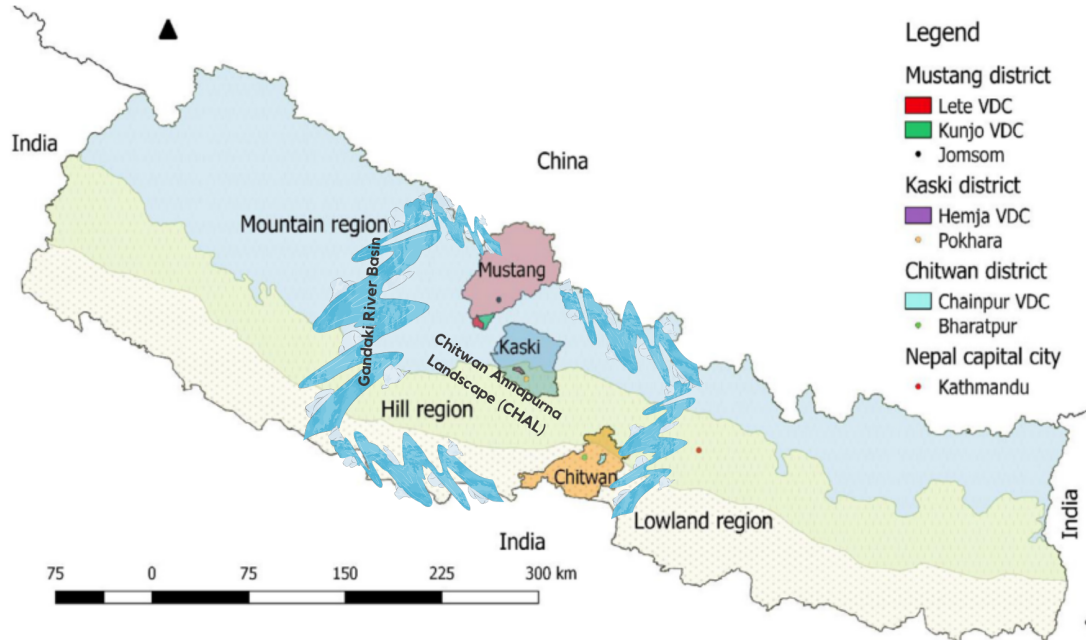 Legend
Mustang district
Lete VDC
Kunjo VDC
Jomsom
Kaski district
Hemja VDC
Pokhara
Chitwan district
Chainpur VDC
Bharatpur
Nepal capital city
Kathmandu
India
China
Mountain region
Gandaki River Basin
Mustang
Kaski
Chitwan Annapurna
Landscape (CHAL)
Hill region
Chitwan
Lowland region
India
India
75 0 75 150 225 300 km